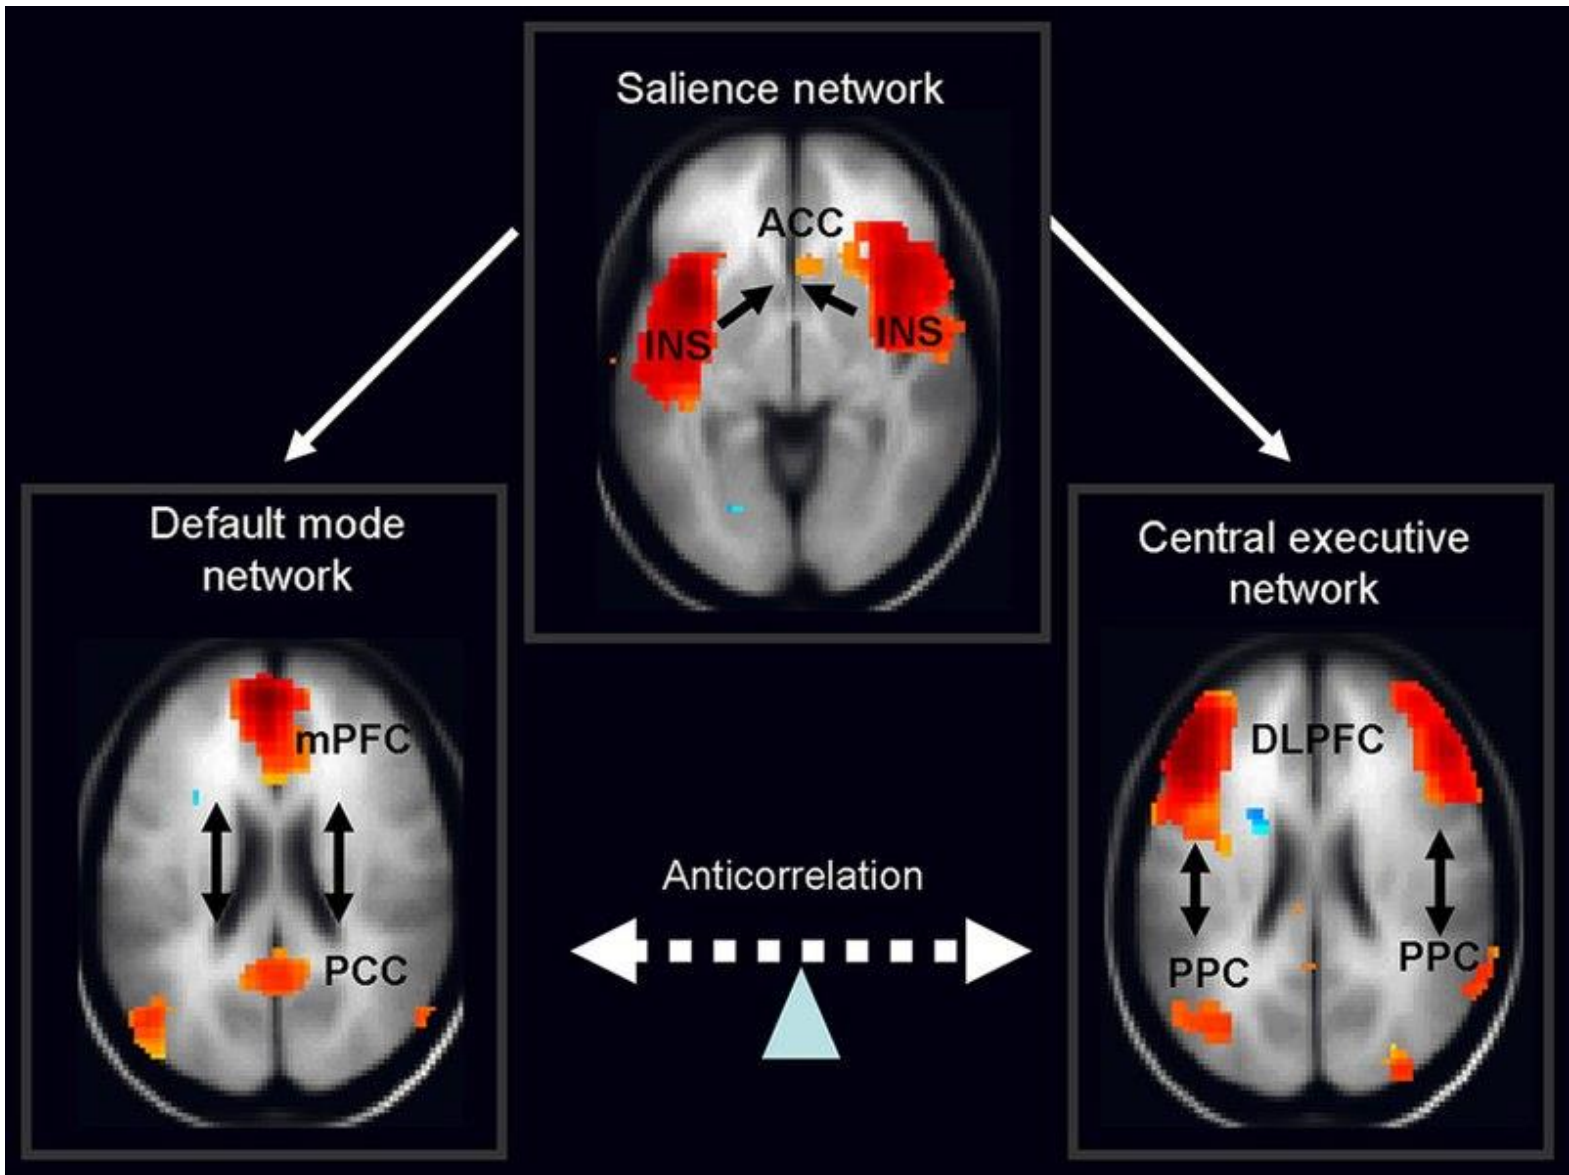 Salience network
ACC
INS
INS
Default mode
network
mPFC
PCC
Anticorrelation
Central executive
network
DLPFC
PPC
PPC